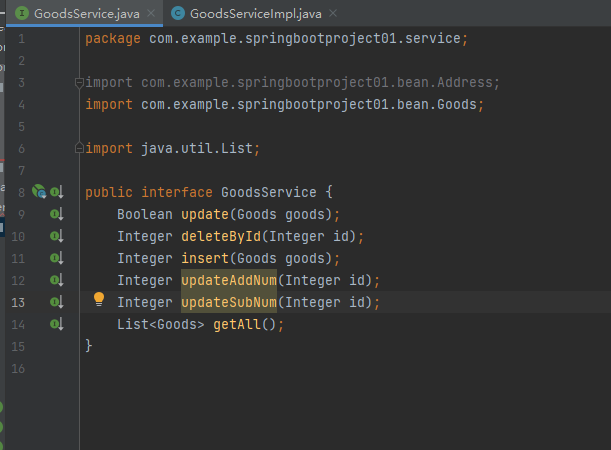 GoodsService.java
GoodsServiceImpl.java
1 package com.example.springbootproject01.service;
2
3 import com.example.springbootproject01.bean.Address;
4 import com.example.springbootproject01.bean.Goods;
5
6 import java.util.List;
7
8 public interface GoodsService {
9 Boolean update(Goods goods);
10 Integer deleteById(Integer id);
11 Integer insert(Goods goods);
12 Integer updateAddNum(Integer id);
13 Integer updateSubNum(Integer id);
14 List<Goods> getAll();
15 }
16